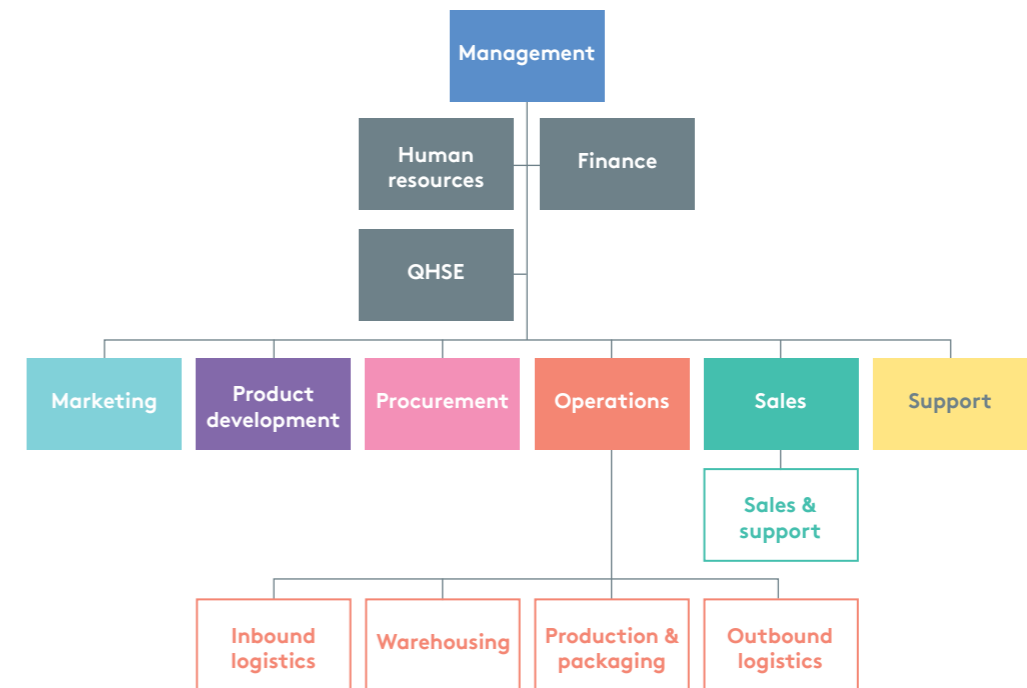 Management
Human
resources
Finance
QHSE
Marketing
Product
development
Procurement
Operations
Sales
Support
Sales &
support
Inbound
logistics
Warehousing
Production &
packaging
Outbound
logistics